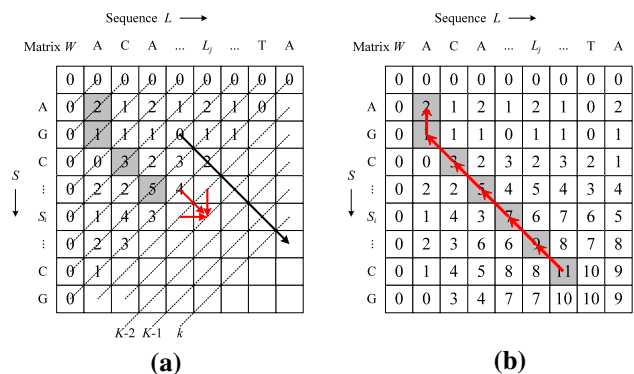 Sequence L
Matrix W A C A ... Lj ... T A
0 0 0 0 0 0 0 0 0
A 0 2 1 2 1 2 1 0
G 0 1 1 1 0 1 1
C 0 0 3 2 3 2
⋮ 0 2 2 5 4
Si 0 1 4 3
⋮ 0 2 3
C 0 1
G 0
S
K-2 K-1 k
(a)
Sequence L
Matrix W A C A ... Lj ... T A
0 0 0 0 0 0 0 0 0
A 0 2 1 2 1 2 1 0 2
G 0 1 1 1 0 1 1 0 1
C 0 0 3 2 3 2 3 2 1
⋮ 0 2 2 5 4 5 4 3 4
Si 0 1 4 3 7 6 7 6 5
⋮ 0 2 3 6 6 9 8 7 8
C 0 1 4 5 8 8 11 10 9
G 0 0 3 4 7 7 10 10 9
S
(b)